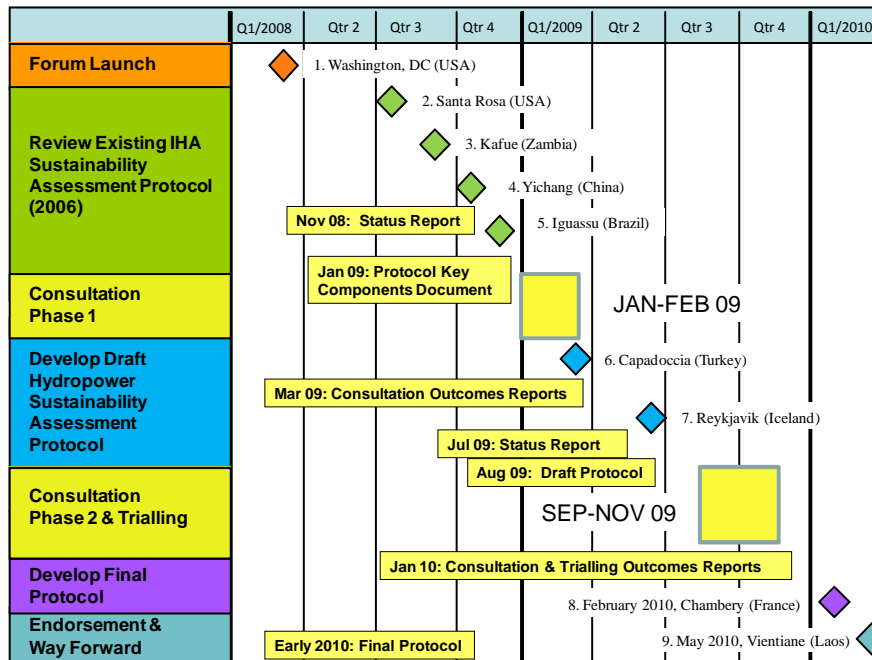 Q1/2008 Qtr 2 Qtr 3 Qtr 4 Q1/2009 Qtr 2 Qtr 3 Qtr 4 Q1/2010
Forum Launch
1. Washington, DC (USA)
2. Santa Rosa (USA)
Review Existing IHA
Sustainability
Assessment Protocol
(2006)
3. Kafue (Zambia)
4. Yichang (China)
Nov 08: Status Report
5. Iguassu (Brazil)
Jan 09: Protocol Key
Components Document
Consultation
Phase 1
JAN-FEB 09
Develop Draft
Hydropower
Sustainability
Assessment
Protocol
6. Capadoccia (Turkey)
Mar 09: Consultation Outcomes Reports
7. Reykjavik (Iceland)
Jul 09: Status Report
Aug 09: Draft Protocol
Consultation
Phase 2 & Trialling
SEP-NOV 09
Jan 10: Consultation & Trialling Outcomes Reports
Develop Final
Protocol
8. February 2010, Chambery (France)
Endorsement &
Way Forward
9. May 2010, Vientiane (Laos)
Early 2010: Final Protocol